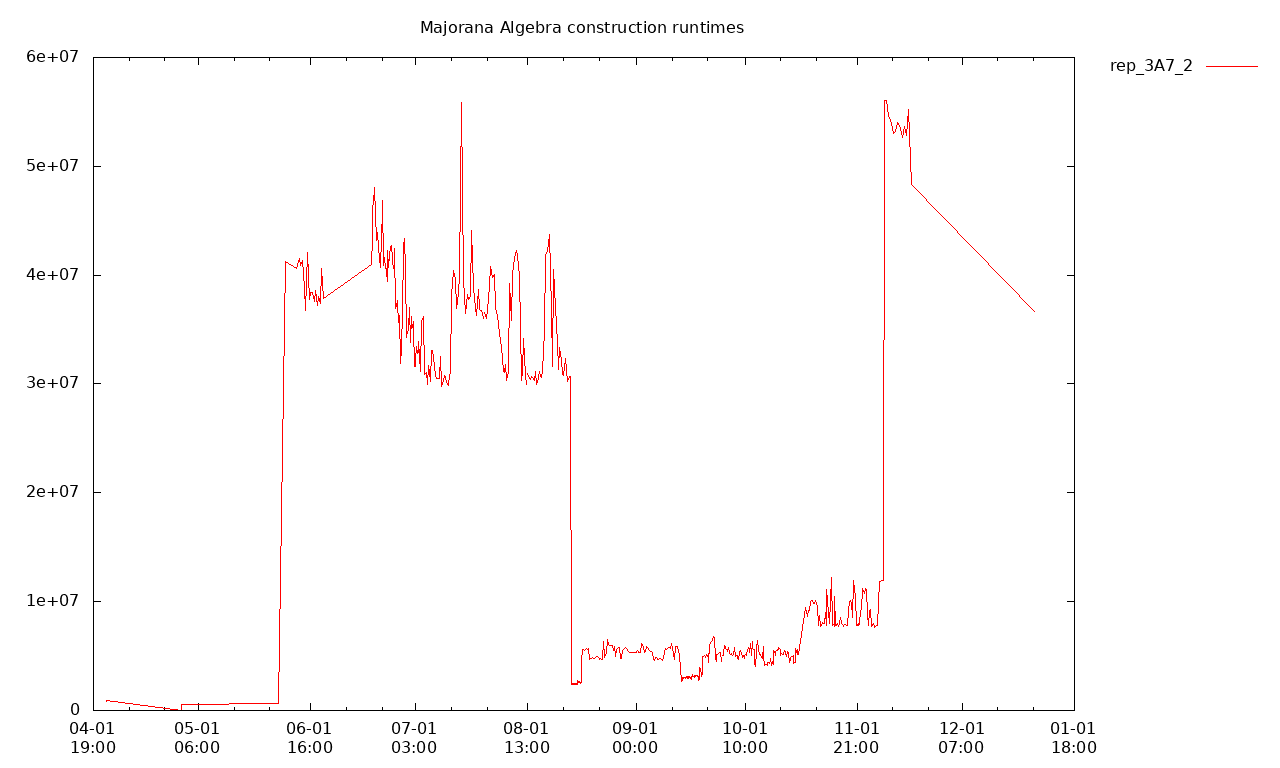 Majorana Algebra construction runtimes
rep_3A7_2
6e+07
5e+07
4e+07
3e+07
2e+07
1e+07
0
04-01 05-01 06-01 07-01 08-01 09-01 10-01 11-01 12-01 01-01
19:00 06:00 16:00 03:00 13:00 00:00 10:00 21:00 07:00 18:00